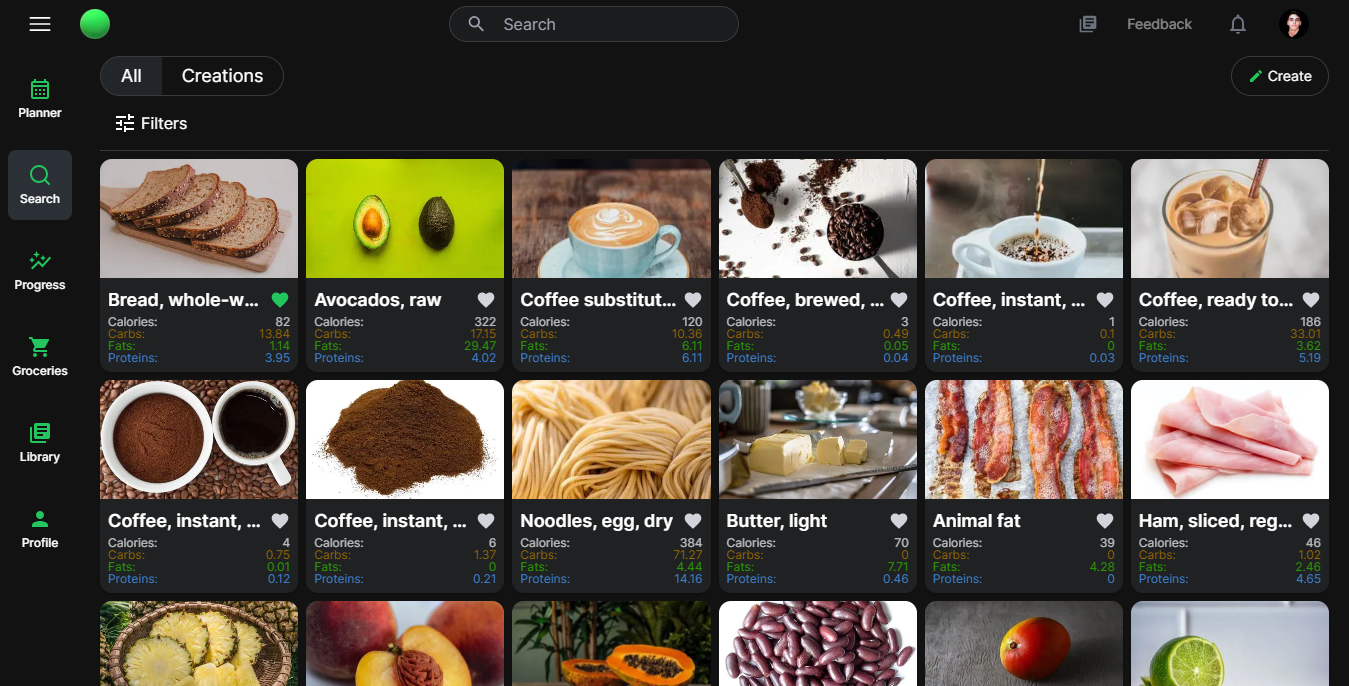 Search
Feedback
All Creations
Create
Planner
Filters
Search
Progress
Groceries
Library
Profile
Bread, whole-w...
Calories: 82
Carbs: 13.84
Fats: 1.14
Proteins: 3.95
Avocados, raw
Calories: 322
Carbs: 17.15
Fats: 29.47
Proteins: 4.02
Coffee substitut...
Calories: 120
Carbs: 10.36
Fats: 6.11
Proteins: 6.11
Coffee, brewed, ...
Calories: 3
Carbs: 0.49
Fats: 0.05
Proteins: 0.04
Coffee, instant, ...
Calories: 1
Carbs: 0.1
Fats: 0
Proteins: 0.03
Coffee, ready to...
Calories: 186
Carbs: 33.01
Fats: 3.62
Proteins: 5.19
Coffee, instant, ...
Calories: 4
Carbs: 0.75
Fats: 0.01
Proteins: 0.12
Coffee, instant, ...
Calories: 6
Carbs: 1.37
Fats: 0
Proteins: 0.21
Noodles, egg, dry
Calories: 384
Carbs: 71.27
Fats: 4.44
Proteins: 14.16
Butter, light
Calories: 70
Carbs: 0
Fats: 7.71
Proteins: 0.46
Animal fat
Calories: 39
Carbs: 0
Fats: 4.28
Proteins: 0
Ham, sliced, reg...
Calories: 46
Carbs: 1.02
Fats: 2.46
Proteins: 4.65